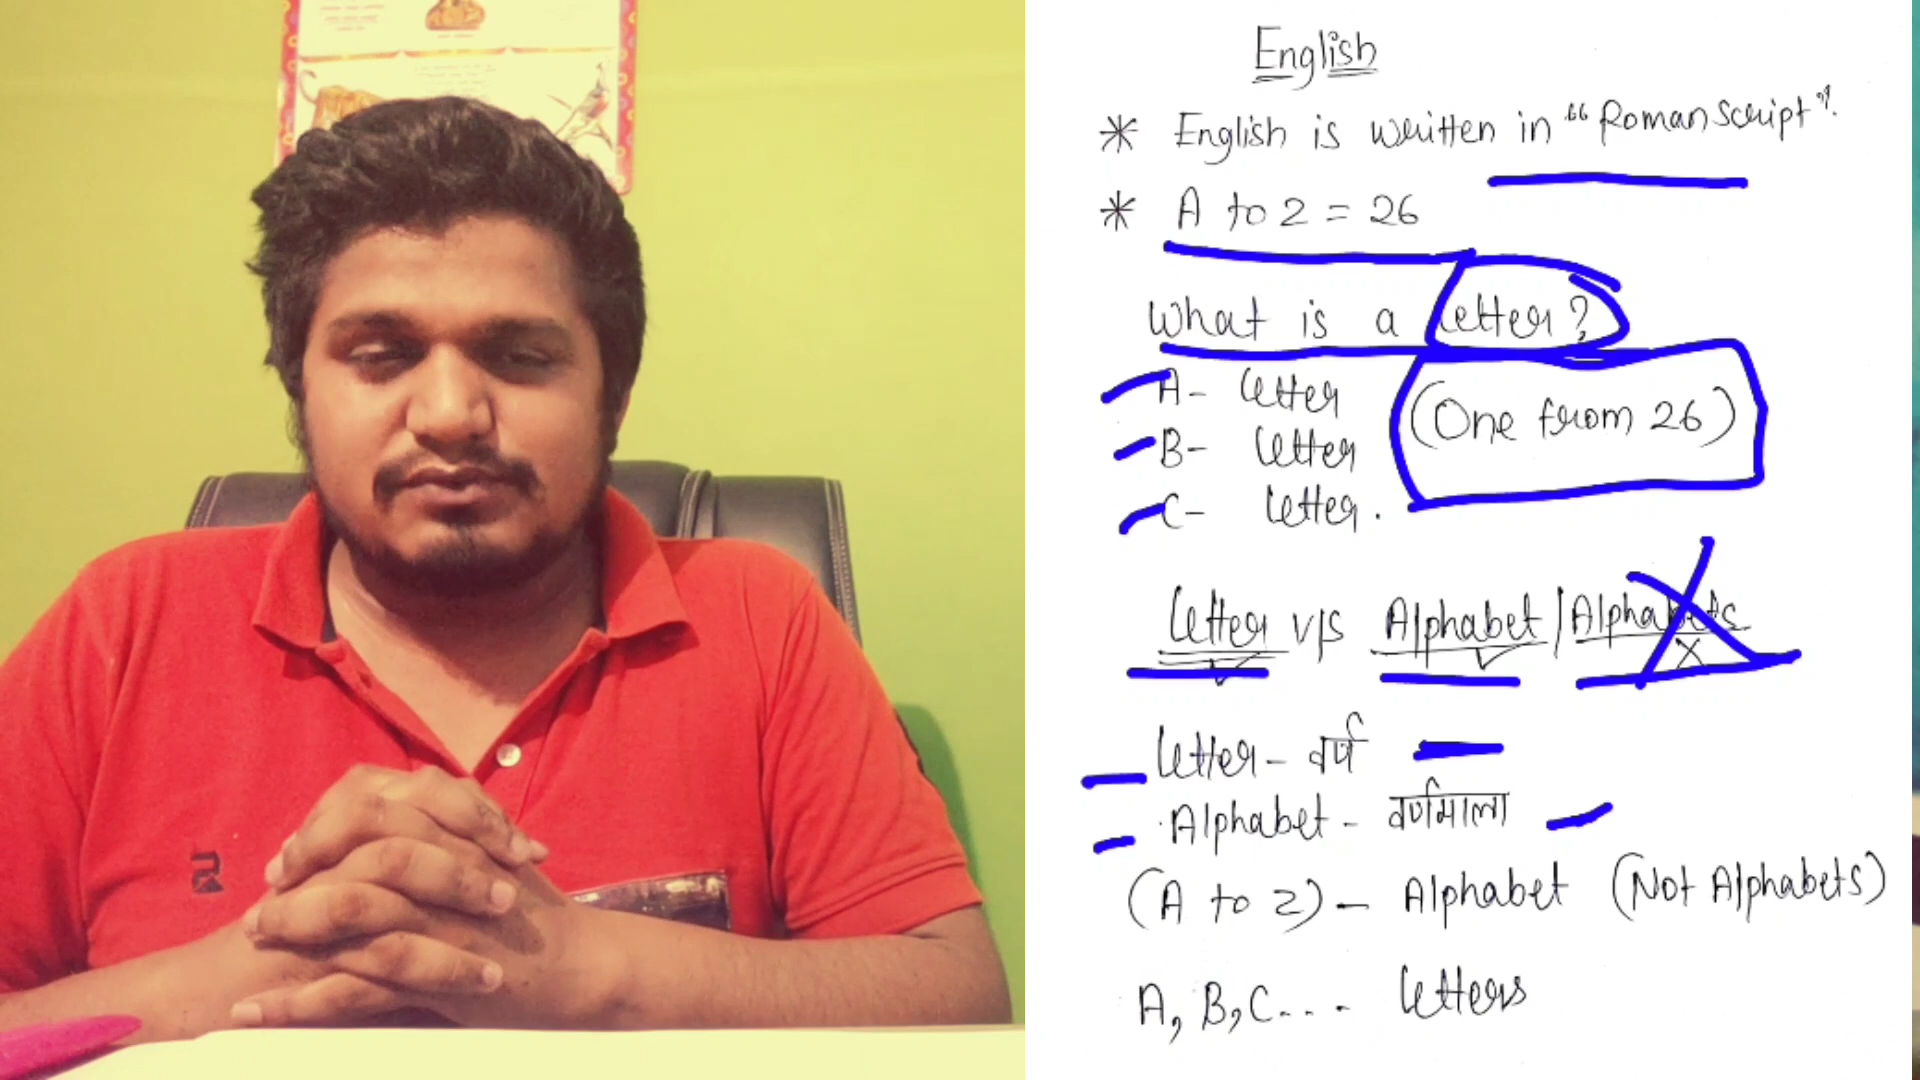 English
* English is written in "Roman Script".
* A to Z = 26
What is a letter?
A - letter
(One from 26)
B - letter
C - letter.
Letter v/s Alphabet / Alphabets
Letter - वर्ण
Alphabet - वर्णमाला
(A to Z) - Alphabet (Not Alphabets)
A, B, C... letters